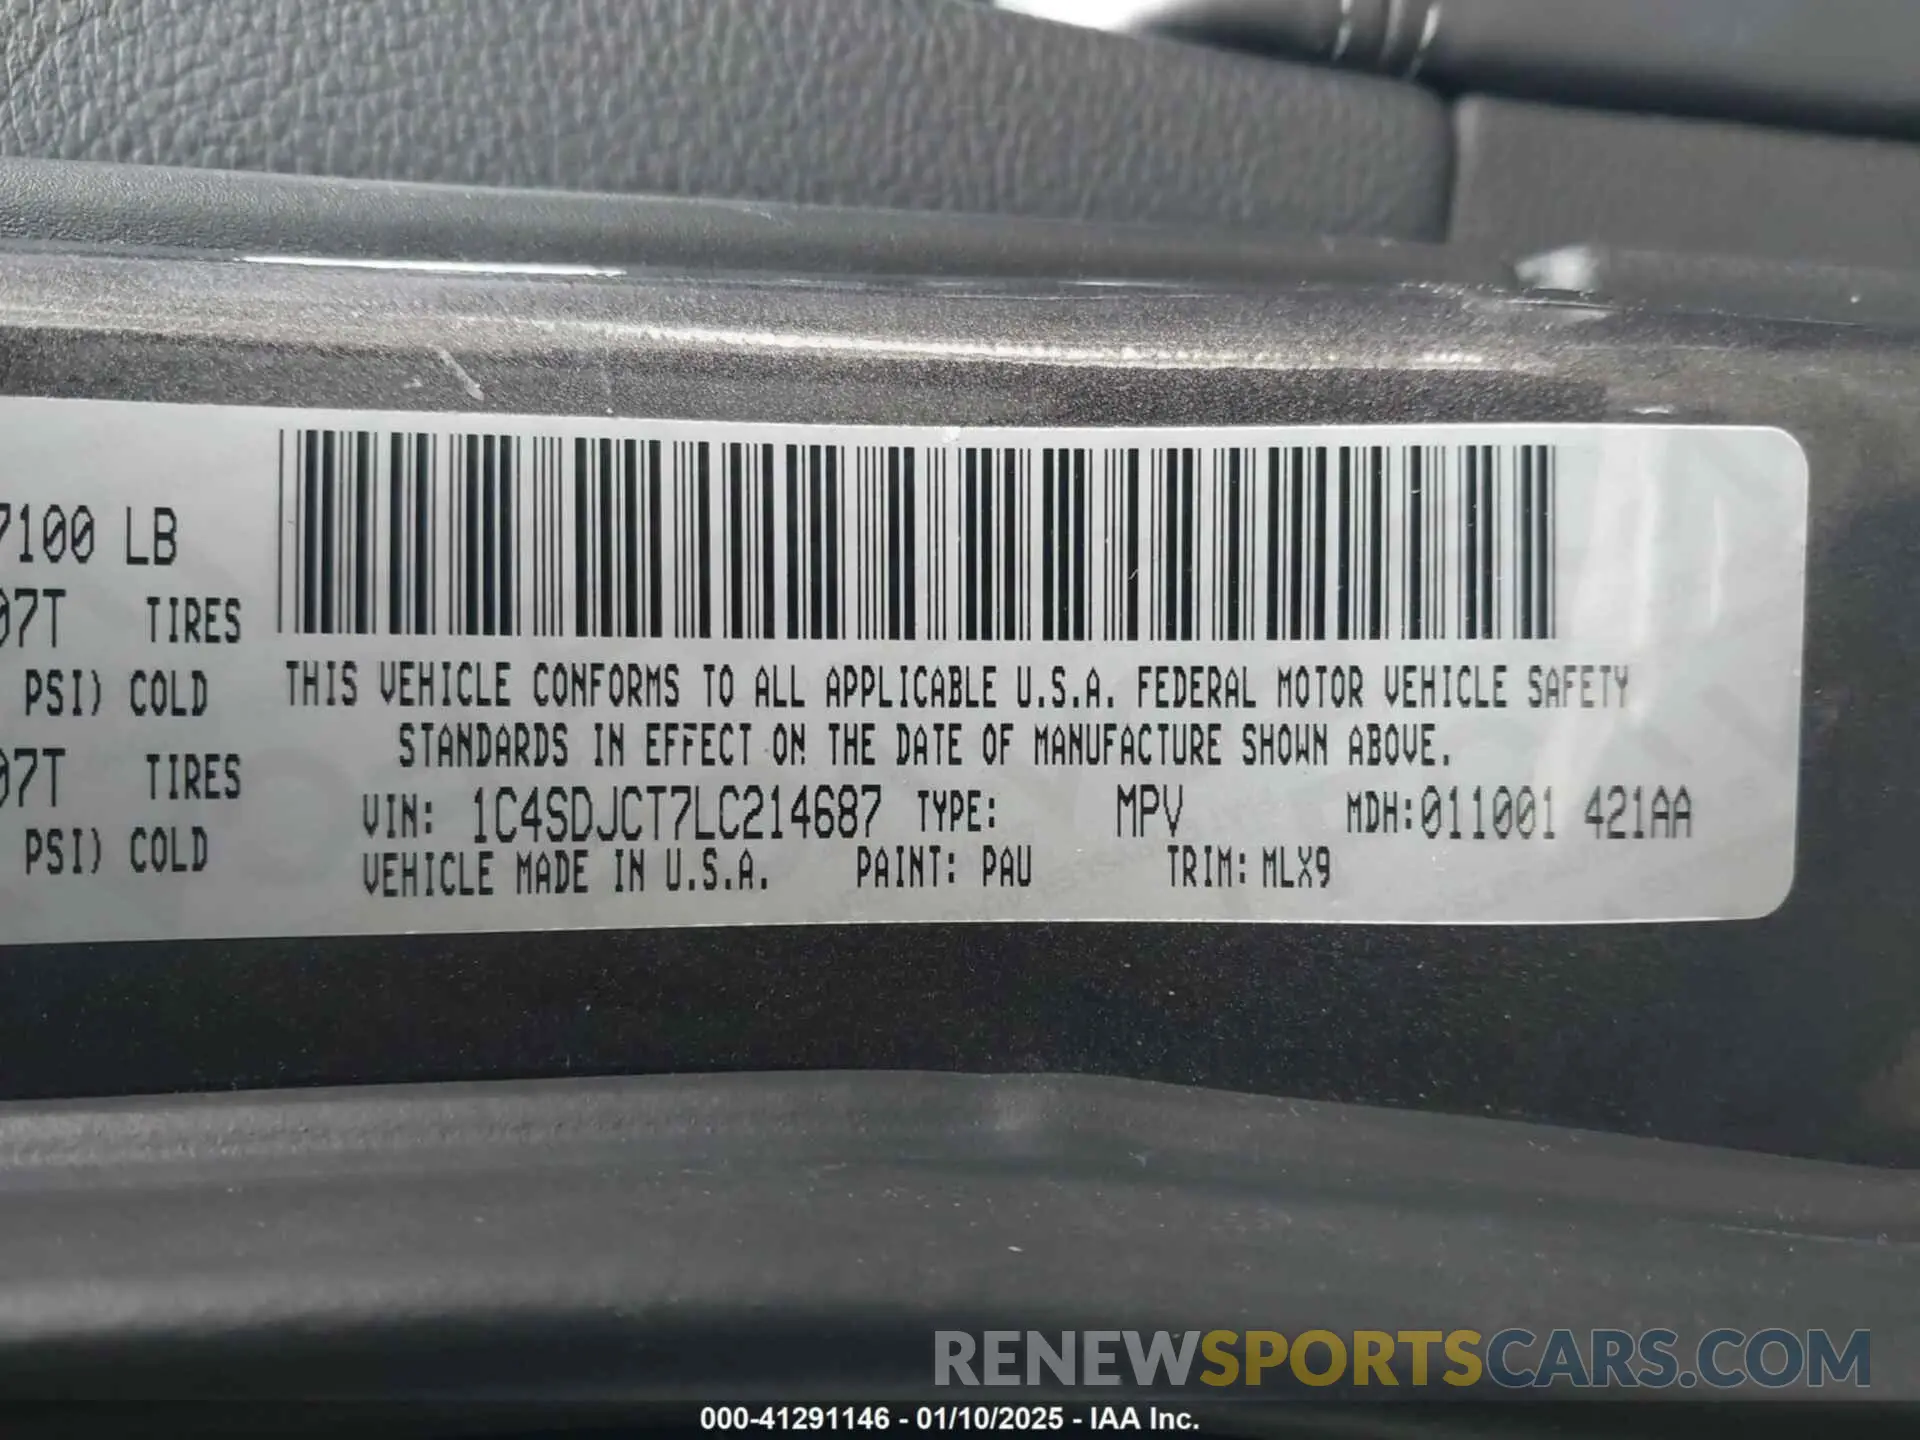 7100 LB
07T TIRES
PSI) COLD
07T TIRES
PSI) COLD
THIS VEHICLE CONFORMS TO ALL APPLICABLE U.S.A. FEDERAL MOTOR VEHICLE SAFETY
STANDARDS IN EFFECT ON THE DATE OF MANUFACTURE SHOWN ABOVE.
VIN: 1C4SDJCT7LC214687 TYPE: MPV MDH:011001 421AA
VEHICLE MADE IN U.S.A. PAINT: PAU TRIM: MLX9
RENEWSPORTSCARS.COM
000-41291146 - 01/10/2025 - IAA Inc.